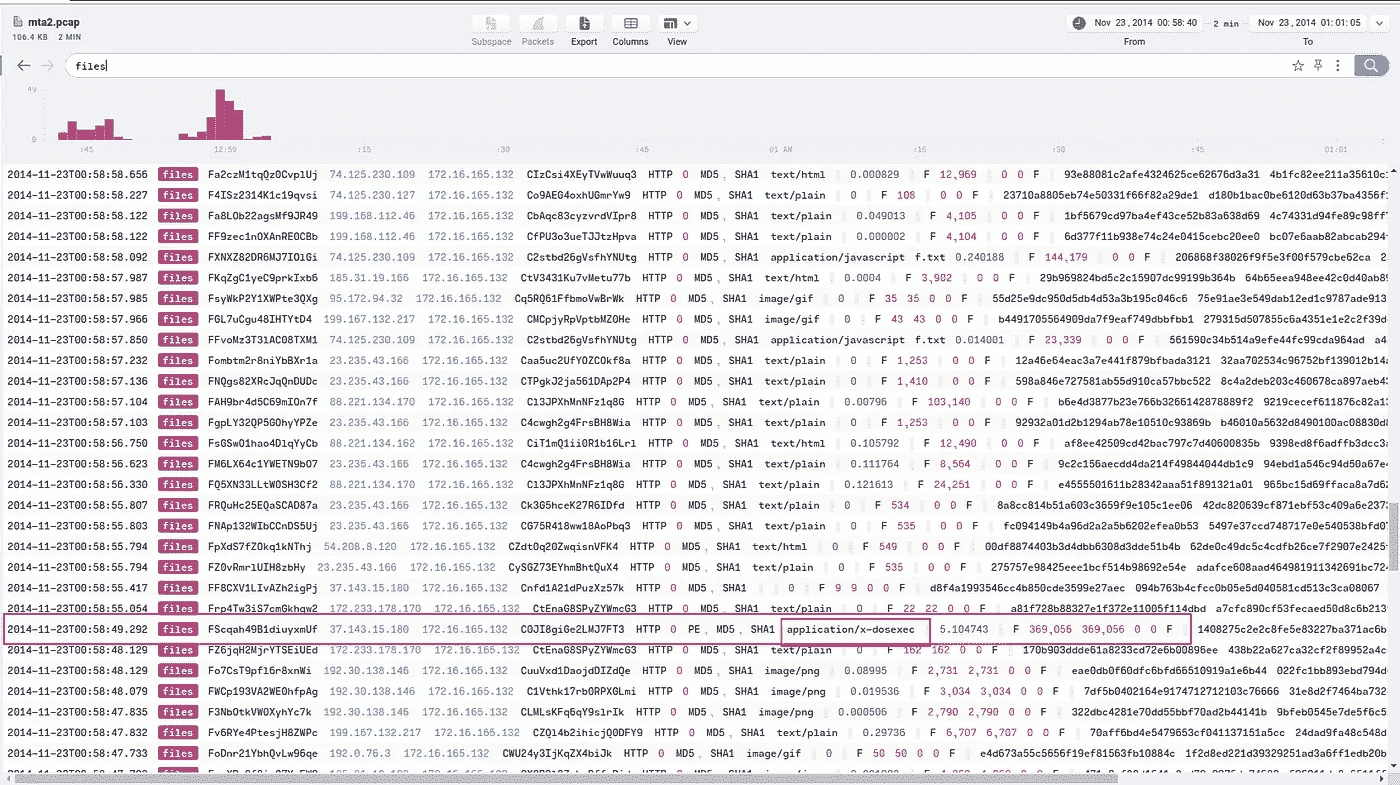 mta2.pcap
106.4 KB 2 MIN
Subspace Packets Export Columns View
Nov 23 , 2014 00:58:40 2 min Nov 23 , 2014 01:01:05
From To
files
49
0
:45 12:59 :15 :30 :45 01 AM :15 :30 :45 01:01
2014-11-23T00:58:58.656 files Fa2czM1tqQz0CvplUj 74.125.230.109 172.16.165.132 CIzCsi4XEyTVwWuuq3 HTTP 0 MD5, SHA1 text/html 0.000829 F 12,969 0 0 F 93e88081c2afe4324625ce62676d3a31 4b1fc82ee211a35610c
2014-11-23T00:58:58.227 files F4ISz2314K1c19qvsi 74.125.230.127 172.16.165.132 Co9AEG4oxhUGmrYw9 HTTP 0 MD5, SHA1 text/plain 0 F 108 0 0 F 23710a8805eb74e50331f66f82a29de1 d180b1bac0be6120d63b37ba4356f
2014-11-23T00:58:58.122 files Fa8LOb22agsMf9JR49 199.168.112.46 172.16.165.132 CbAqc83cyzvrdVIpr8 HTTP 0 MD5, SHA1 text/plain 0.049013 F 4,105 0 0 F 1bf5679cd97ba4ef43ce52b83a638d69 4c74331d94fe89c98ff
2014-11-23T00:58:58.122 files FF9zec1nOXAnRE0CBb 199.168.112.46 172.16.165.132 CfPU3o3ueTJJtzHpva HTTP 0 MD5, SHA1 text/plain 0.000002 F 4,104 0 0 F 6d377f11b938e74c24e0415cebc20ee0 bc07e6aab82abcab294
2014-11-23T00:58:58.092 files FXNXZ82DR6MJ7IOlGi 74.125.230.109 172.16.165.132 C2stbd26gVsfhYNUtg HTTP 0 MD5, SHA1 application/javascript f.txt 0.240188 F 144,179 0 0 F 206868f38026f9f5e3f00f579cbe62ca
2014-11-23T00:58:57.987 files FKqZgC1yeC9prkIxb6 185.31.19.166 172.16.165.132 CtV3431Ku7vMetu77b HTTP 0 MD5, SHA1 text/html 0.0004 F 3,902 0 0 F 29b969824bd5c2c15907dc99199b364b 64b65eea948ee42c0d40ab8
2014-11-23T00:58:57.985 files FsyWkP2Y1XWPte3QXg 95.172.94.32 172.16.165.132 Cq5RQ61FfbmoVwBrWk HTTP 0 MD5, SHA1 image/gif 0 F 35 35 0 0 F 55d25e9dc950d5db4d53a3b195c046c6 75e91ae3e549dab12ed1c9787ade913
2014-11-23T00:58:57.966 files FGL7uCgu48IHTYtD4 199.167.132.217 172.16.165.132 CMCpjyRpVptbMZ0He HTTP 0 MD5, SHA1 image/gif 0 F 43 43 0 0 F b4491705564909da7f9eaf749dbbfbb1 279315d507855c6a4351e1e2c2f39d
2014-11-23T00:58:57.850 files FFvoMz3T3lAC08TXM1 74.125.230.109 172.16.165.132 C2stbd26gVsfhYNUtg HTTP 0 MD5, SHA1 application/javascript f.txt 0.014001 F 23,339 0 0 F 561590c34b514a9efe44fc99cda964ad
2014-11-23T00:58:57.232 files Fombtm2r8niYbBXr1a 23.235.43.166 172.16.165.132 Caa5uc2UfYOZCOkf8a HTTP 0 MD5, SHA1 text/plain 0 F 1,253 0 0 F 12a46e64eac3a7e441f879bfbada3121 32aa702534c96752bf139012b14
2014-11-23T00:58:57.136 files FNQgs82XRcJqQnDUDc 23.235.43.166 172.16.165.132 CTPgkJ2ja561DAp2P4 HTTP 0 MD5, SHA1 text/plain 0 F 1,410 0 0 F 598a846e727581ab55d910ca57bbc522 8c4a2deb203c460678ca897aeb4
2014-11-23T00:58:57.104 files FAH9br4d5C69mIOn7f 88.221.134.170 172.16.165.132 Cl3JPXhMnNFz1q8G HTTP 0 MD5, SHA1 text/plain 0.00796 F 103,140 0 0 F b6e4d3877b23e766b3266142878889f2 9219cecef611876c82a1
2014-11-23T00:58:57.103 files FgpLY32QP5GOhyYPZe 23.235.43.166 172.16.165.132 C4cwgh2g4FrsBH8Wia HTTP 0 MD5, SHA1 text/plain 0 F 1,253 0 0 F 92932a01d2b1294ab78e10510c93869b b46010a5632d8490100ac08830d
2014-11-23T00:58:56.750 files FsGSwO1hao4DlqYyCb 88.221.134.162 172.16.165.132 CiT1mQ1ii0R1b16Lrl HTTP 0 MD5, SHA1 text/html 0.105792 F 12,490 0 0 F af8ee42509cd42bac797c7d40600835b 9398ed8f6adffb3dcc3
2014-11-23T00:58:56.623 files FM6LX64c1YWETN9bO7 23.235.43.166 172.16.165.132 C4cwgh2g4FrsBH8Wia HTTP 0 MD5, SHA1 text/plain 0.111764 F 8,564 0 0 F 9c2c156aecdd4da214f49844044db1c9 94ebd1a546c94d50a67e
2014-11-23T00:58:56.330 files FQ5XN33LLtWOSH3Cf2 88.221.134.170 172.16.165.132 Cl3JPXhMnNFz1q8G HTTP 0 MD5, SHA1 text/plain 0.121613 F 24,251 0 0 F e4555501611b28342aaa51f891321a01 965bc15d69ffaca8a7d6
2014-11-23T00:58:55.807 files FRQuHc25EQaSCAD87a 23.235.43.166 172.16.165.132 Ck3G5hceK27R6IDfd HTTP 0 MD5, SHA1 text/plain 0 F 534 0 0 F 8a8cc814b51a603c3659f9e105c1ee06 42dc820639cf871ebf53c409a6e237
2014-11-23T00:58:55.803 files FNAp132WIbCCnDS5Uj 23.235.43.166 172.16.165.132 CG75R418ww18AoPbq3 HTTP 0 MD5, SHA1 text/plain 0 F 535 0 0 F fc094149b4a96d2a2a5b6202efea0b53 5497e37ccd748717e0e540538bfd0
2014-11-23T00:58:55.794 files FpXdS7fZOkq1kNThj 54.208.8.120 172.16.165.132 CZdt0q20ZwqisnVFK4 HTTP 0 MD5, SHA1 text/html 0 F 549 0 0 F 00df8874403b3d4dbb6308d3dde51b4b 62de0c49dc5c4cdfb26ce7f2907e2425
2014-11-23T00:58:55.794 files FZ0vRmrlUIH8zbHy 23.235.43.166 172.16.165.132 CySGZ73EYhmBhtQuX4 HTTP 0 MD5, SHA1 text/plain 0 F 535 0 0 F 275757e98425eee1bcf514b98692e54e adafce608aad464981911342691bc72
2014-11-23T00:58:55.417 files FF8CXV1LIvAZh2igPj 37.143.15.180 172.16.165.132 Cnfd1A21dPuzXz57k HTTP 0 MD5, SHA1 0 F 9 9 0 0 F d8f4a1993546cc4b850cde3599e27aec 094b763b4cfcc0b05e5d040581cd513c3ca08067
2014-11-23T00:58:55.054 files Frp4Tw3iS7cmGkhqw2 172.233.178.170 172.16.165.132 CtEnaG8SPyZYWmcG3 HTTP 0 MD5, SHA1 text/plain 0 F 22 22 0 0 F a81f728b88327e1f372e11005f114dbd a7cfc890cf53fecaed50d8c6b213
2014-11-23T00:58:49.292 files FScqah49B1diuyxmUf 37.143.15.180 172.16.165.132 C0JI8giGe2LMJ7FT3 HTTP 0 PE, MD5, SHA1 application/x-dosexec 5.104743 F 369,056 369,056 0 0 F 1408275c2e2c8fe5e83227ba371ac6b
2014-11-23T00:58:48.129 files FZ6jqH2MjrYTSEiUEd 172.233.178.170 172.16.165.132 CtEnaG8SPyZYWmcG3 HTTP 0 MD5, SHA1 text/plain 0 F 162 162 0 0 F 170b903ddde61a8233cd72e6b00896ee 438b22a627ca32cf2f89952a4c
2014-11-23T00:58:48.129 files Fo7CsT9pfl6r8xnWi 192.30.138.146 172.16.165.132 CuuVxd1DaojdDIZdQe HTTP 0 MD5, SHA1 image/png 0.08995 F 2,731 2,731 0 0 F eae0db0f60dfc6bfd66510919a1e6b44 022fc1bb893ebd794d
2014-11-23T00:58:48.079 files FWCp193VA2WE0hfpAg 192.30.138.146 172.16.165.132 C1Vthk17rb0RPXGLmi HTTP 0 MD5, SHA1 image/png 0.019536 F 3,034 3,034 0 0 F 7df5b0402164e9174712712103c76666 31e8d2f7464ba732
2014-11-23T00:58:47.835 files F3NbOtkVW0XyhYc7k 192.30.138.146 172.16.165.132 CLMLsKFq6qY9slrIk HTTP 0 MD5, SHA1 image/png 0.000506 F 2,790 2,790 0 0 F 322dbc4281e70dd55bbf70ad2b44141b 9bfeb0545e7de5f6c5
2014-11-23T00:58:47.832 files Fv6RYe4PtesjH8ZWPc 199.167.132.217 172.16.165.132 CZQl4b2ihicjQ0DFY9 HTTP 0 MD5, SHA1 text/plain 0.29736 F 6,707 6,707 0 0 F 70aff6bd4e5479653cf041137151a5cc 24dad9fa48c548d
2014-11-23T00:58:47.733 files FoDnr21YbhQvLw96qe 192.0.76.3 172.16.165.132 CWU24y3IjKqZX4biJk HTTP 0 MD5, SHA1 image/gif 0 F 50 50 0 0 F e4d673a55c5656f19ef81563fb10884c 1f2d8ed221d39329251ad3a6ff1edb20b